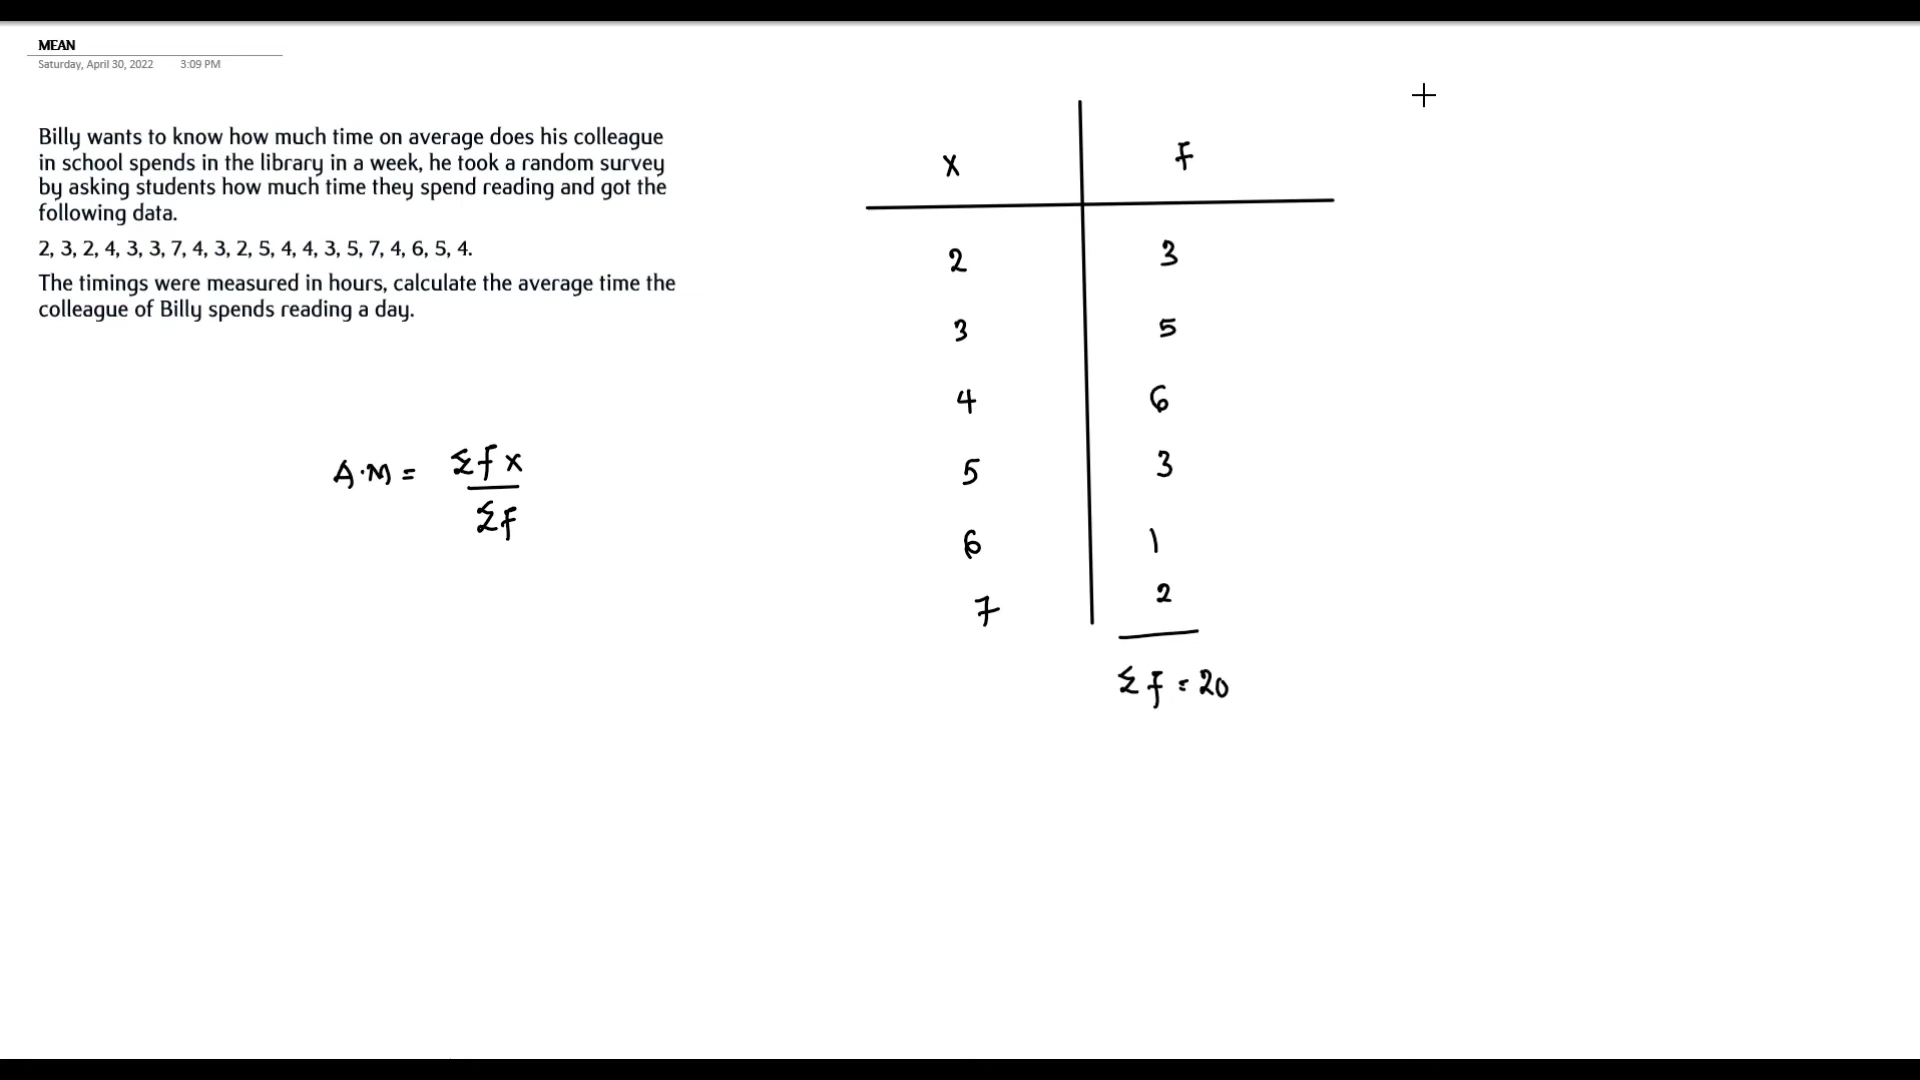 MEAN
Saturday, April 30, 2022 3:09 PM
Billy wants to know how much time on average does his colleague
in school spends in the library in a week, he took a random survey
by asking students how much time they spend reading and got the
following data.
2, 3, 2, 4, 3, 3, 7, 4, 3, 2, 5, 4, 4, 3, 5, 7, 4, 6, 5, 4.
The timings were measured in hours, calculate the average time the
colleague of Billy spends reading a day.
A.M = Σfx
Σf
x F
2 3
3 5
4 6
5 3
6 1
7 2
Σf = 20